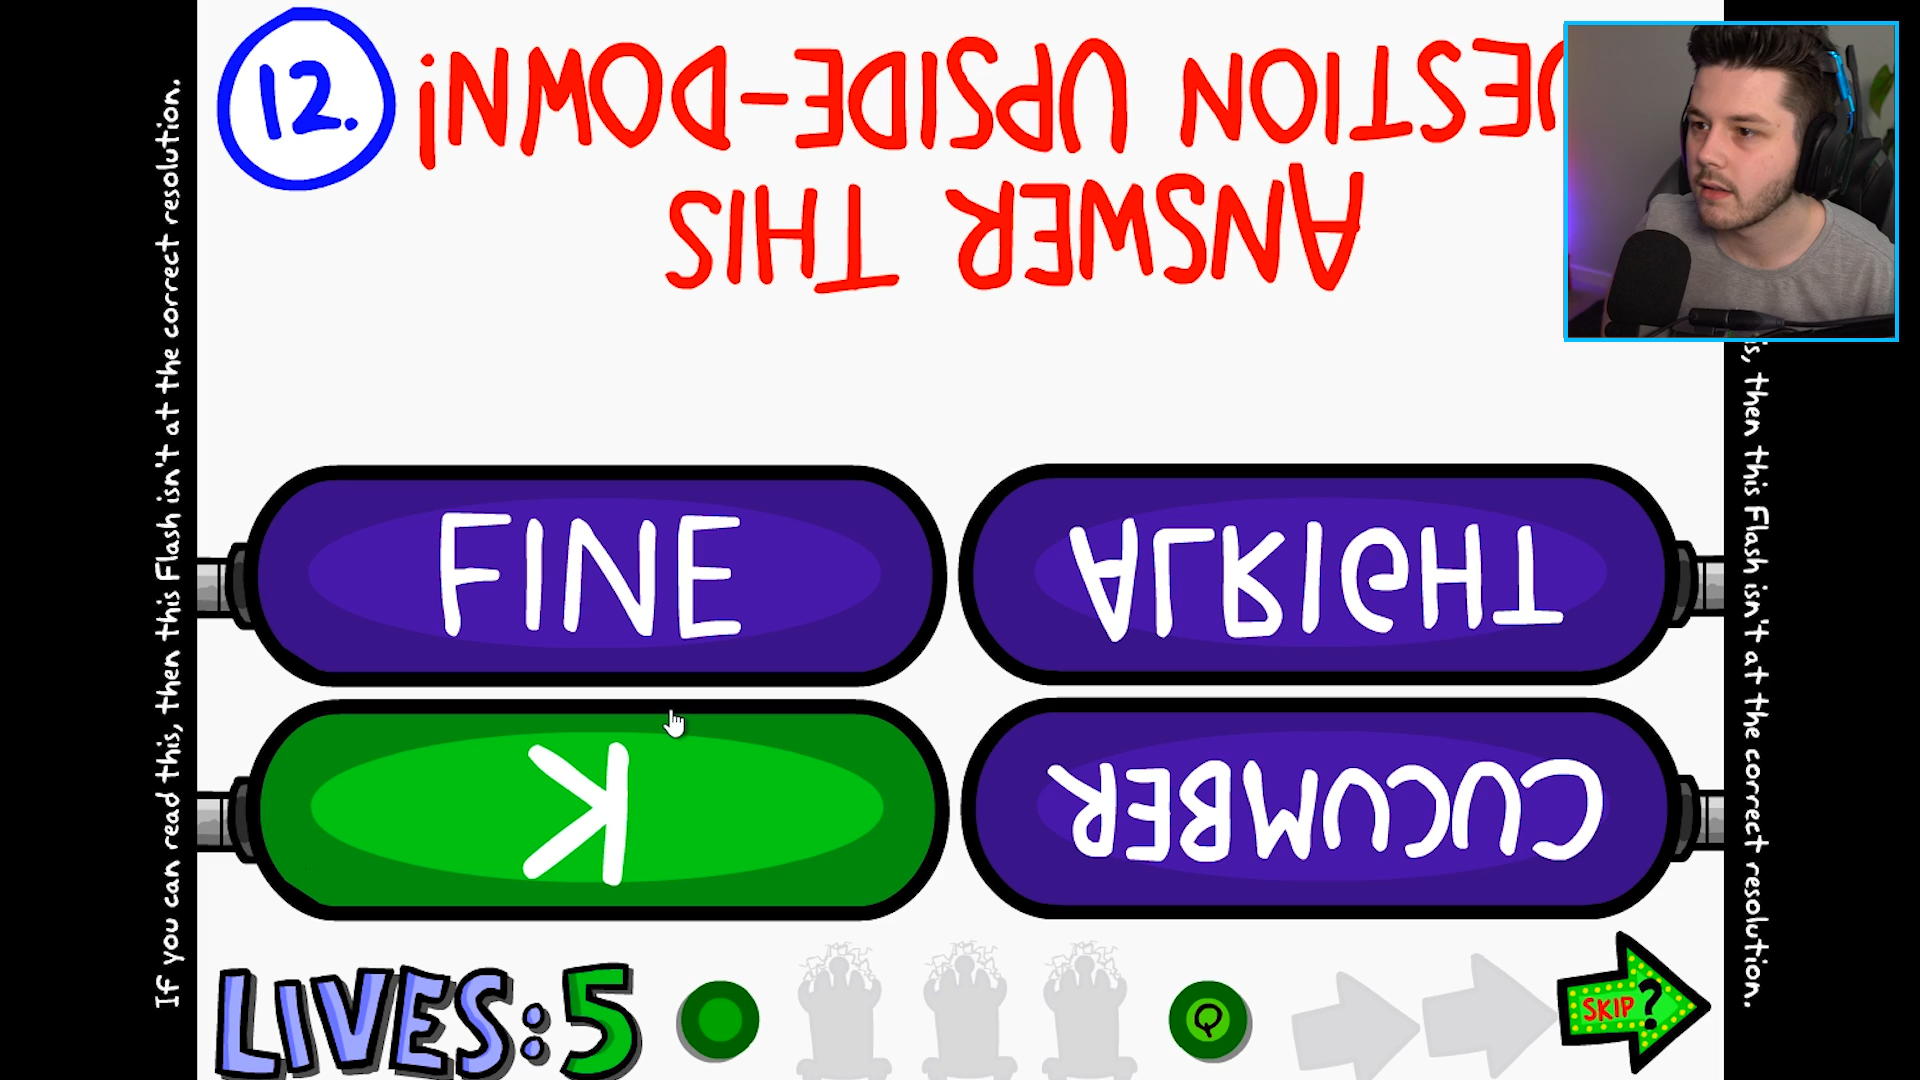 12.
ANSWER THIS
UESTION UPSIDE-DOWN!
FINE
ALRIGHT
K
CUCUMBER
LIVES:5
Q
SKIP?
If you can read this, then this Flash isn't at the correct resolution.
s, then this Flash isn't at the correct resolution.